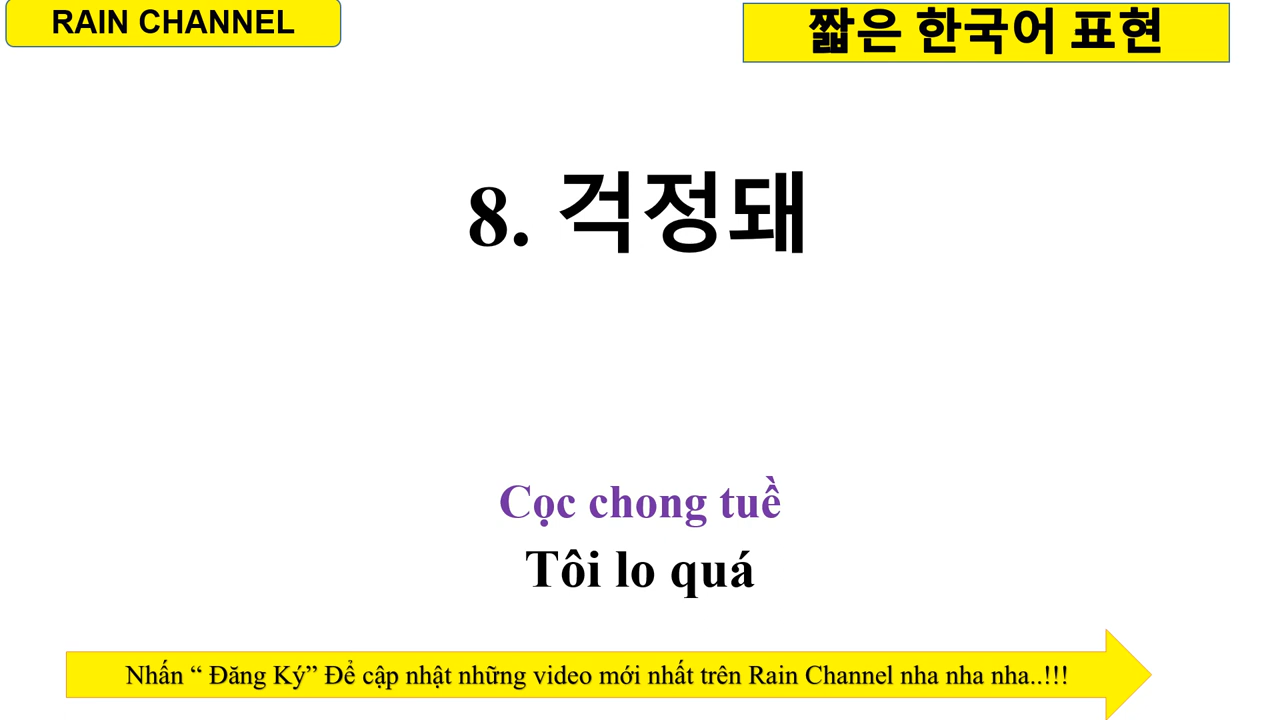 RAIN CHANNEL
짧은 한국어 표현
8. 걱정돼
Cọc chong tuề
Tôi lo quá
Nhấn “ Đăng Ký” Để cập nhật những video mới nhất trên Rain Channel nha nha nha..!!!